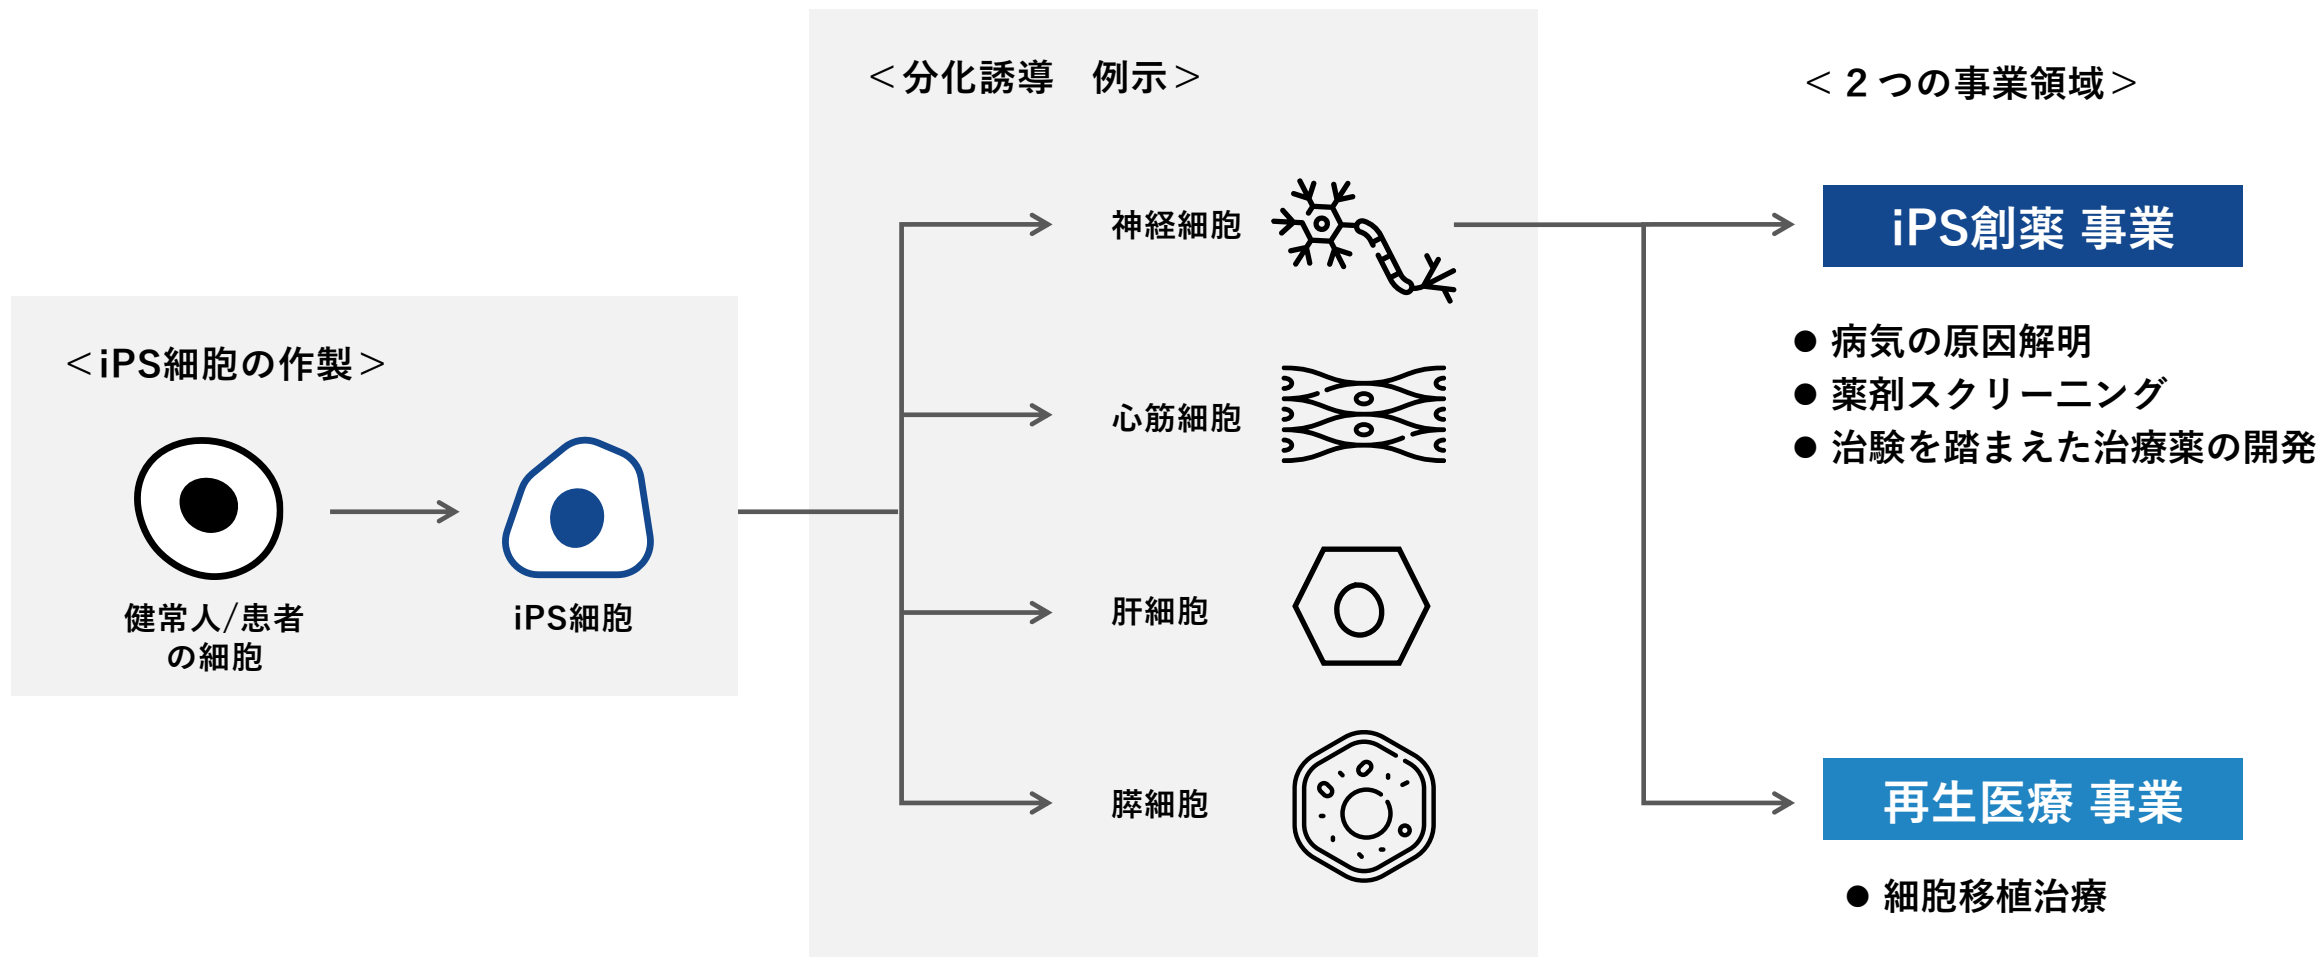 ＜iPS細胞の作製＞
健常人/患者
の細胞
iPS細胞
＜分化誘導　例示＞
神経細胞
心筋細胞
肝細胞
膵細胞
＜２つの事業領域＞
iPS創薬 事業
● 病気の原因解明
● 薬剤スクリーニング
● 治験を踏まえた治療薬の開発
再生医療 事業
● 細胞移植治療